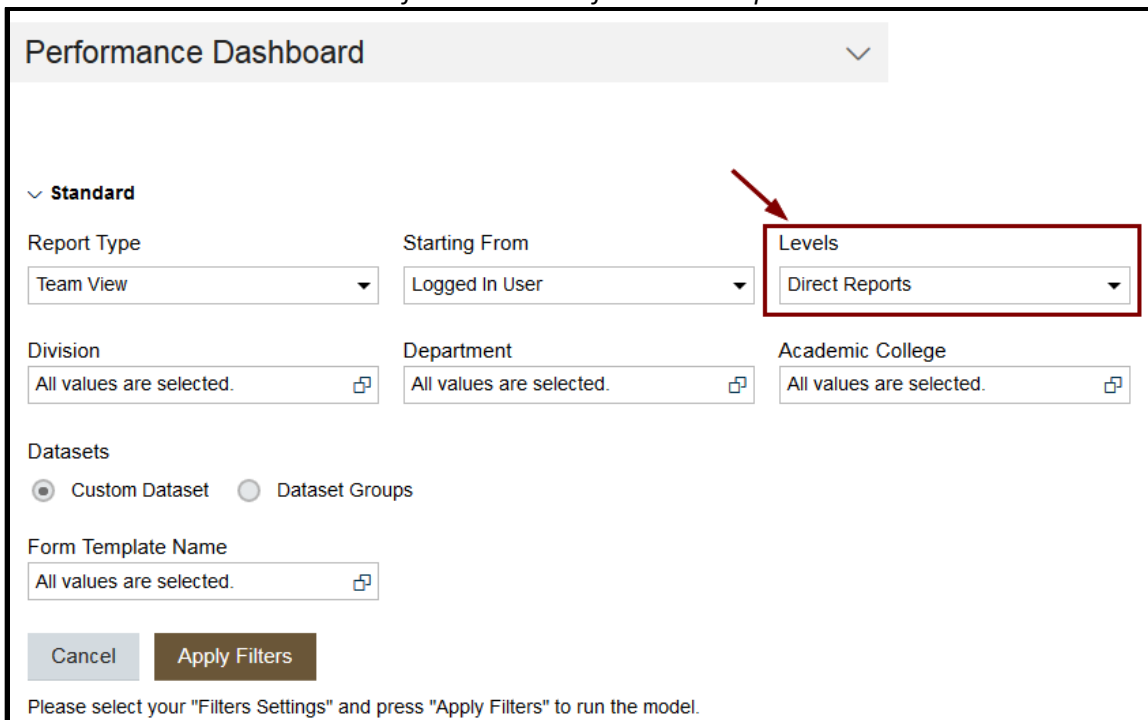 Performance Dashboard
Standard
Report Type
Starting From
Levels
Team View
Logged In User
Direct Reports
Division
Department
Academic College
All values are selected.
All values are selected.
All values are selected.
Datasets
Custom Dataset
Dataset Groups
Form Template Name
All values are selected.
Cancel
Apply Filters
Please select your "Filters Settings" and press "Apply Filters" to run the model.